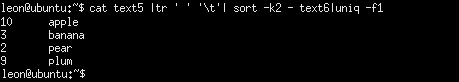 leon@ubuntu:~$ cat text5 |tr ' ' '\t'| sort -k2 - text6|uniq -f1
10 apple
3 banana
2 pear
9 plum
leon@ubuntu:~$